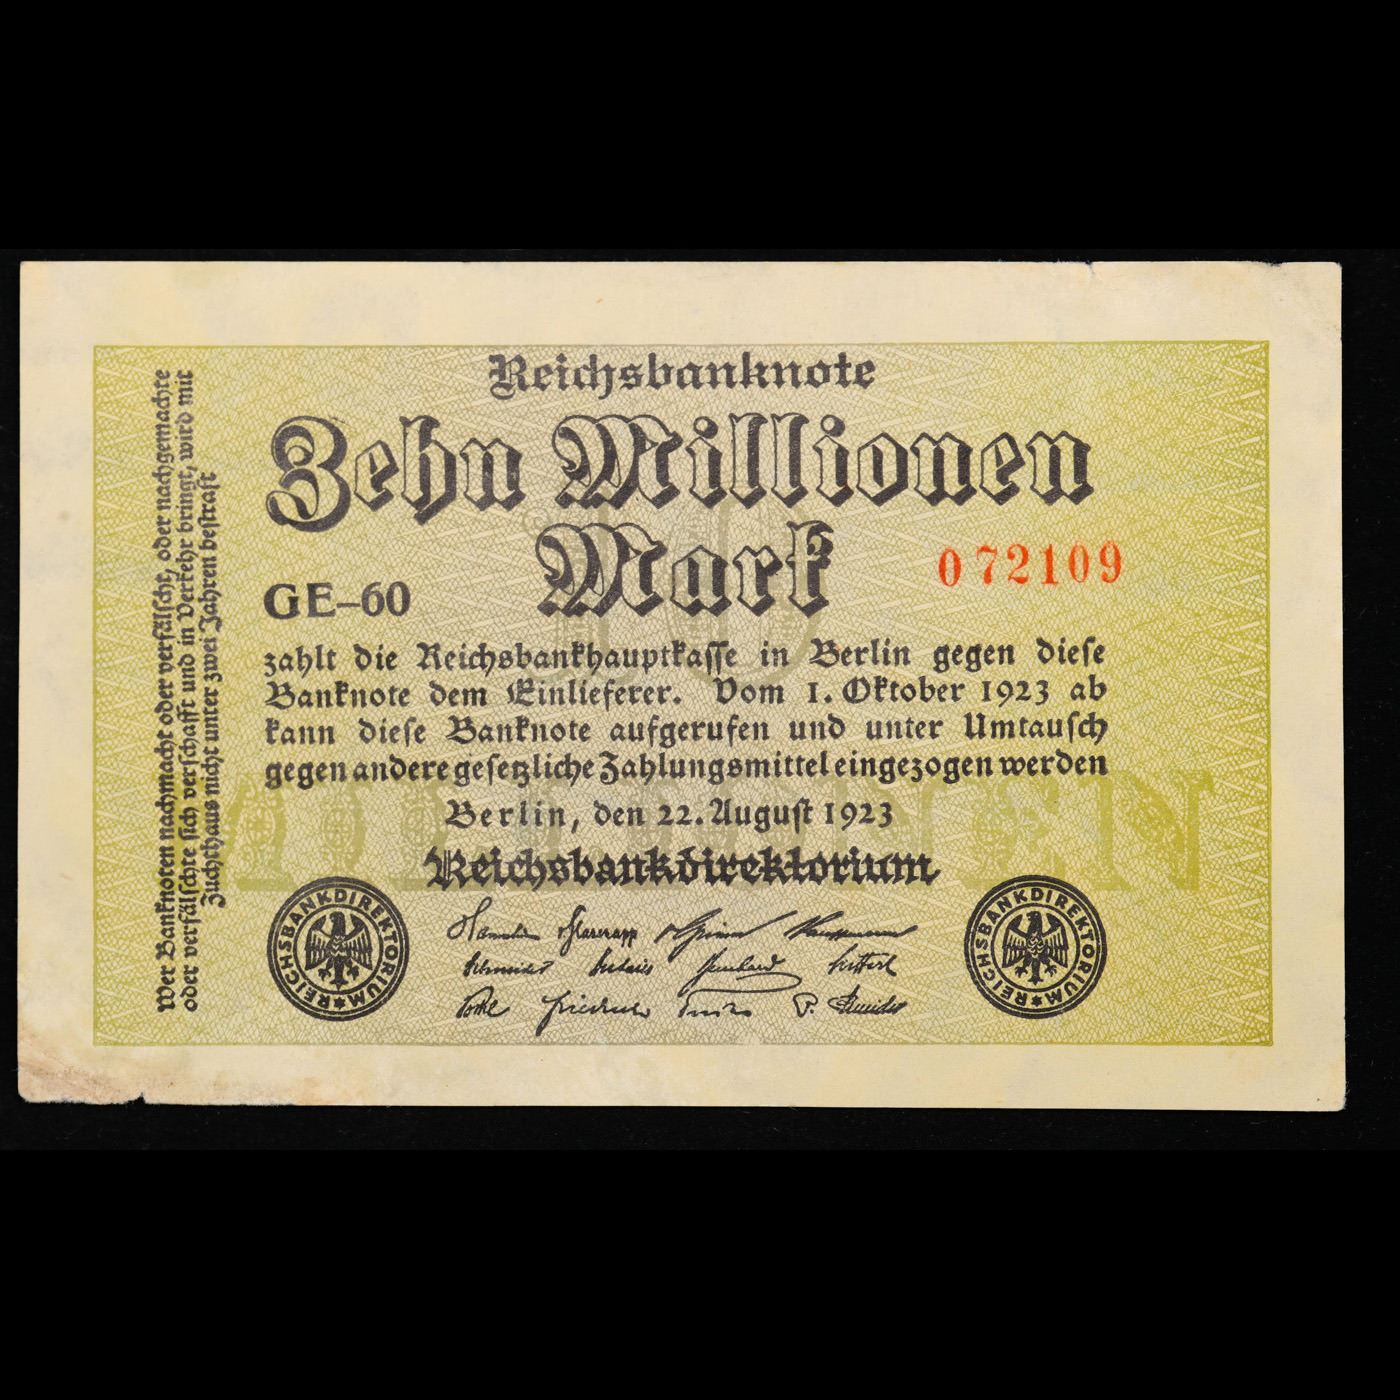 Reichsbanknote
Zehn Millionen
Mark
GE-60
072109
zahlt die Reichsbankhauptkasse in Berlin gegen diese
Banknote dem Einlieferer. Vom 1. Oktober 1923 ab
kann diese Banknote aufgerufen und unter Umtausch
gegen andere gesetzliche Zahlungsmittel eingezogen werden
Berlin, den 22. August 1923
Reichsbankdirektorium
REICHSBANKDIREKTORIUM
REICHSBANKDIREKTORIUM
Wer Banknoten nachmacht oder verfälscht, oder nachgemachte
oder verfälschte sich verschafft und in Verkehr bringt, wird mit
Zuchthaus nicht unter zwei Jahren bestraft
10
MILLIONEN